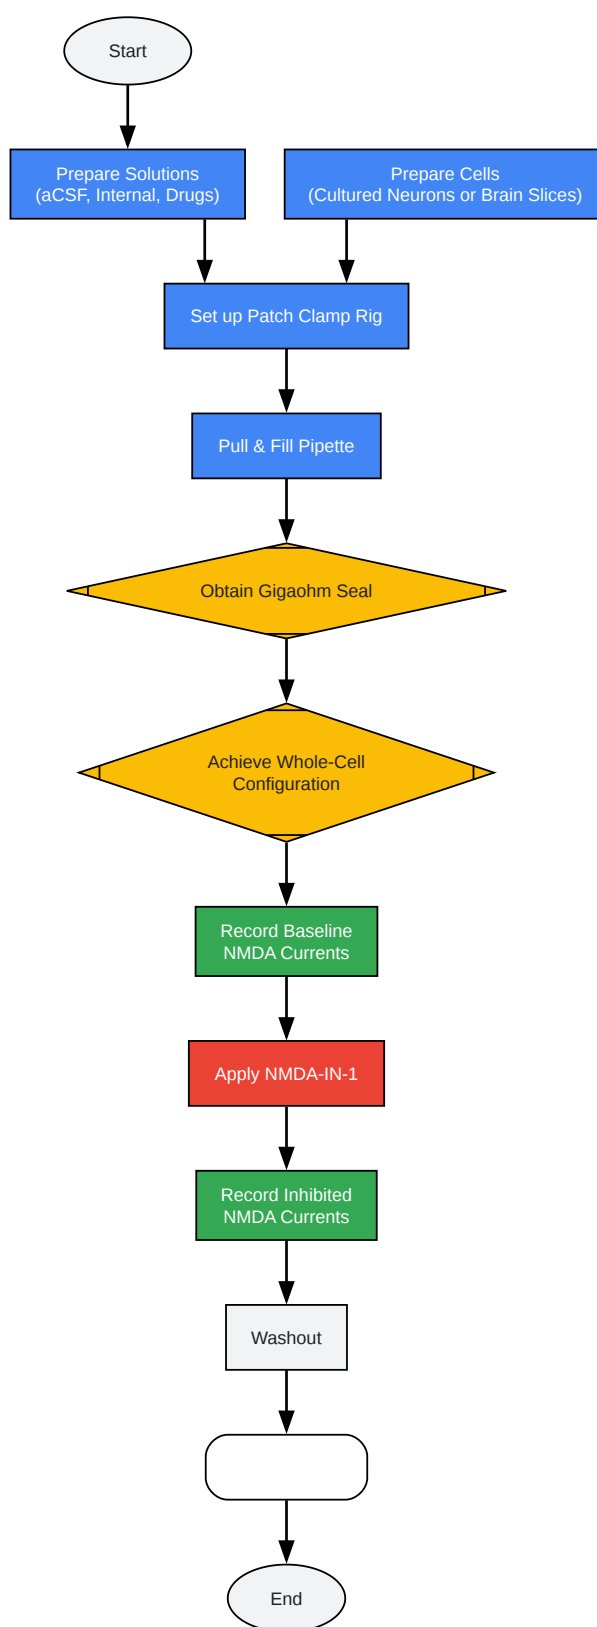 Start
Prepare Solutions
(aCSF, Internal, Drugs)
Prepare Cells
(Cultured Neurons or Brain Slices)
Set up Patch Clamp Rig
Pull & Fill Pipette
Obtain Gigaohm Seal
Achieve Whole-Cell
Configuration
Record Baseline
NMDA Currents
Apply NMDA-IN-1
Record Inhibited
NMDA Currents
Washout
End